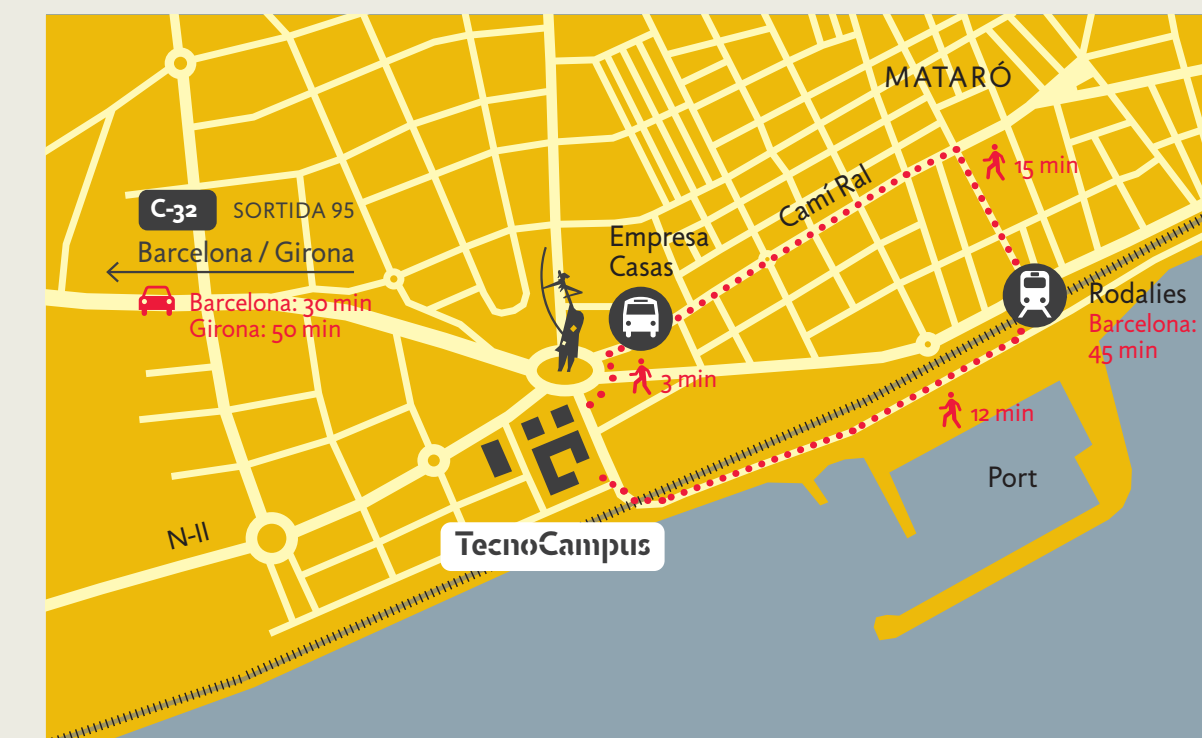 MATARÓ
15 min
Camí Ral
C-32 SORTIDA 95
Barcelona / Girona
Barcelona: 30 min
Girona: 50 min
Empresa
Casas
Rodalies
Barcelona:
45 min
3 min
12 min
Port
N-II
TecnoCampus